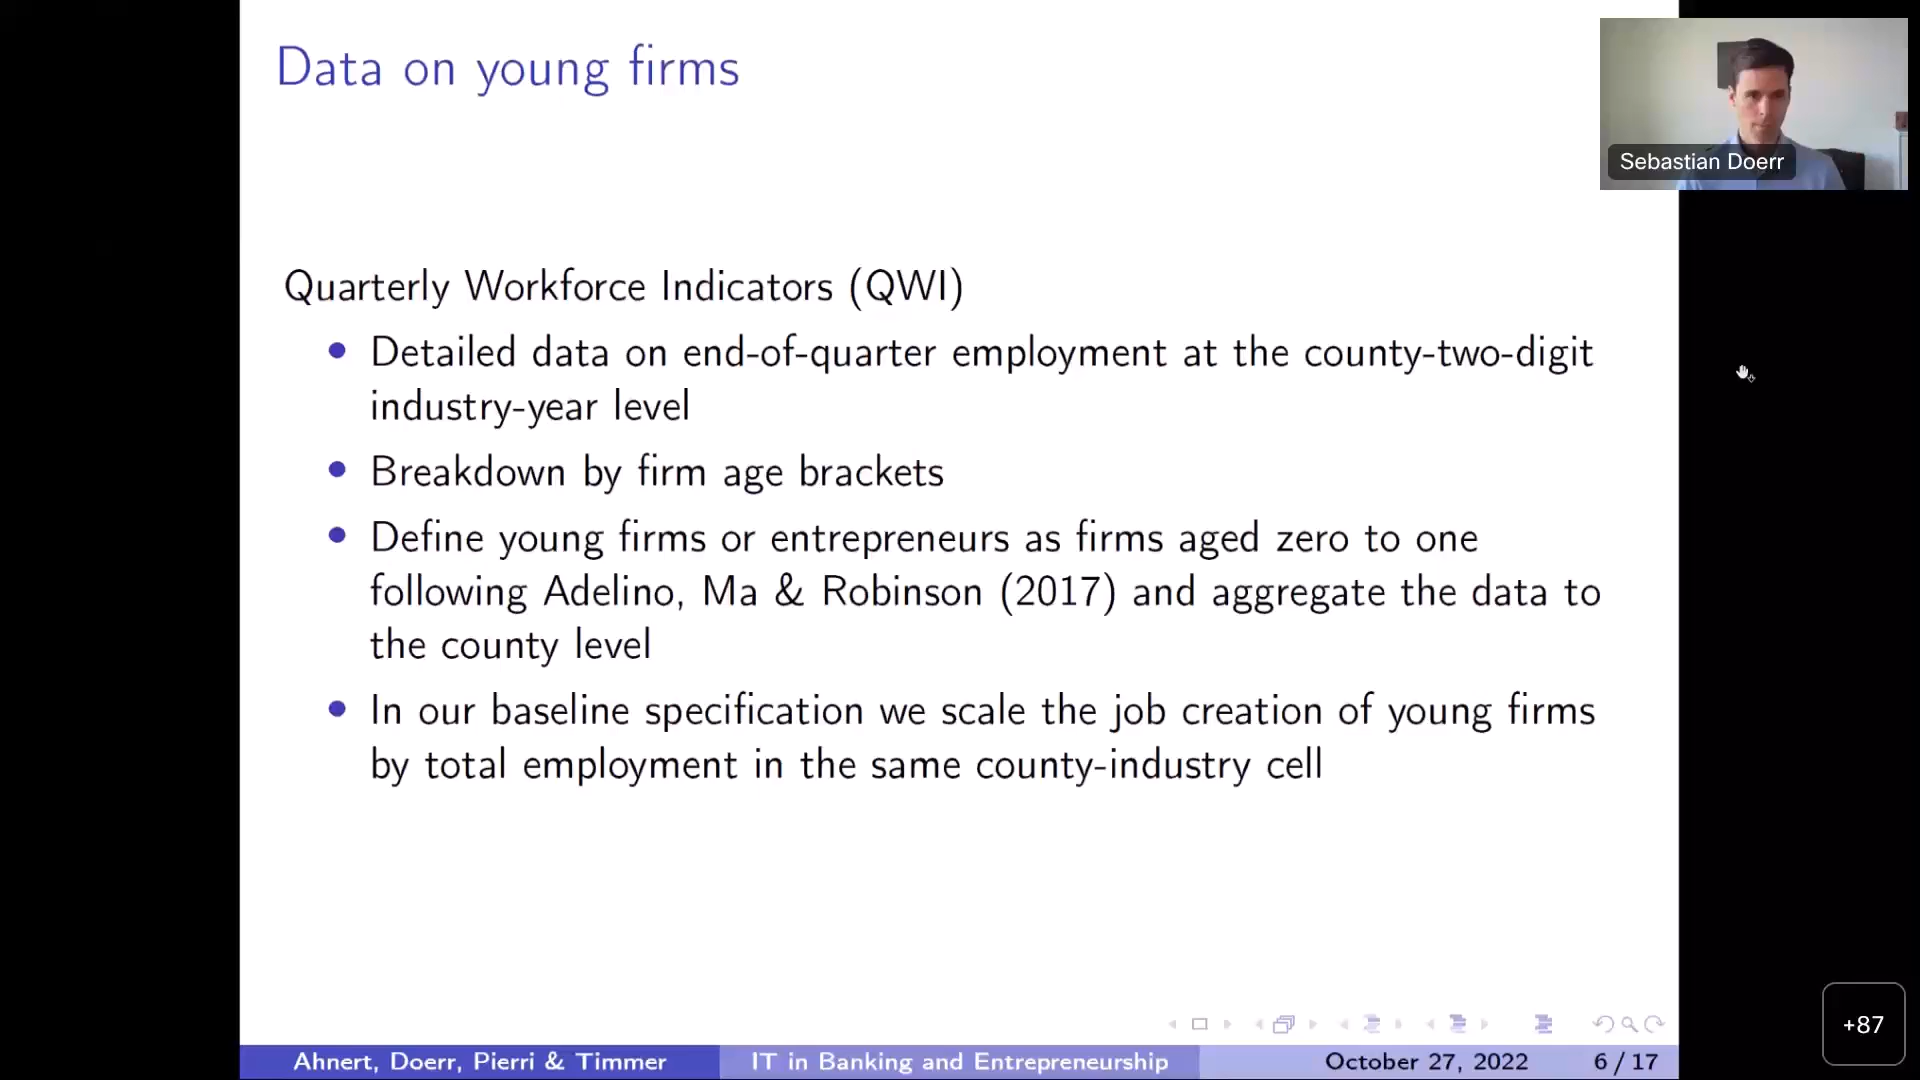 Data on young firms
Sebastian Doerr
Quarterly Workforce Indicators (QWI)
• Detailed data on end-of-quarter employment at the county-two-digit
industry-year level
• Breakdown by firm age brackets
• Define young firms or entrepreneurs as firms aged zero to one
following Adelino, Ma & Robinson (2017) and aggregate the data to
the county level
• In our baseline specification we scale the job creation of young firms
by total employment in the same county-industry cell
+87
Ahnert, Doerr, Pierri & Timmer IT in Banking and Entrepreneurship October 27, 2022 6 / 17